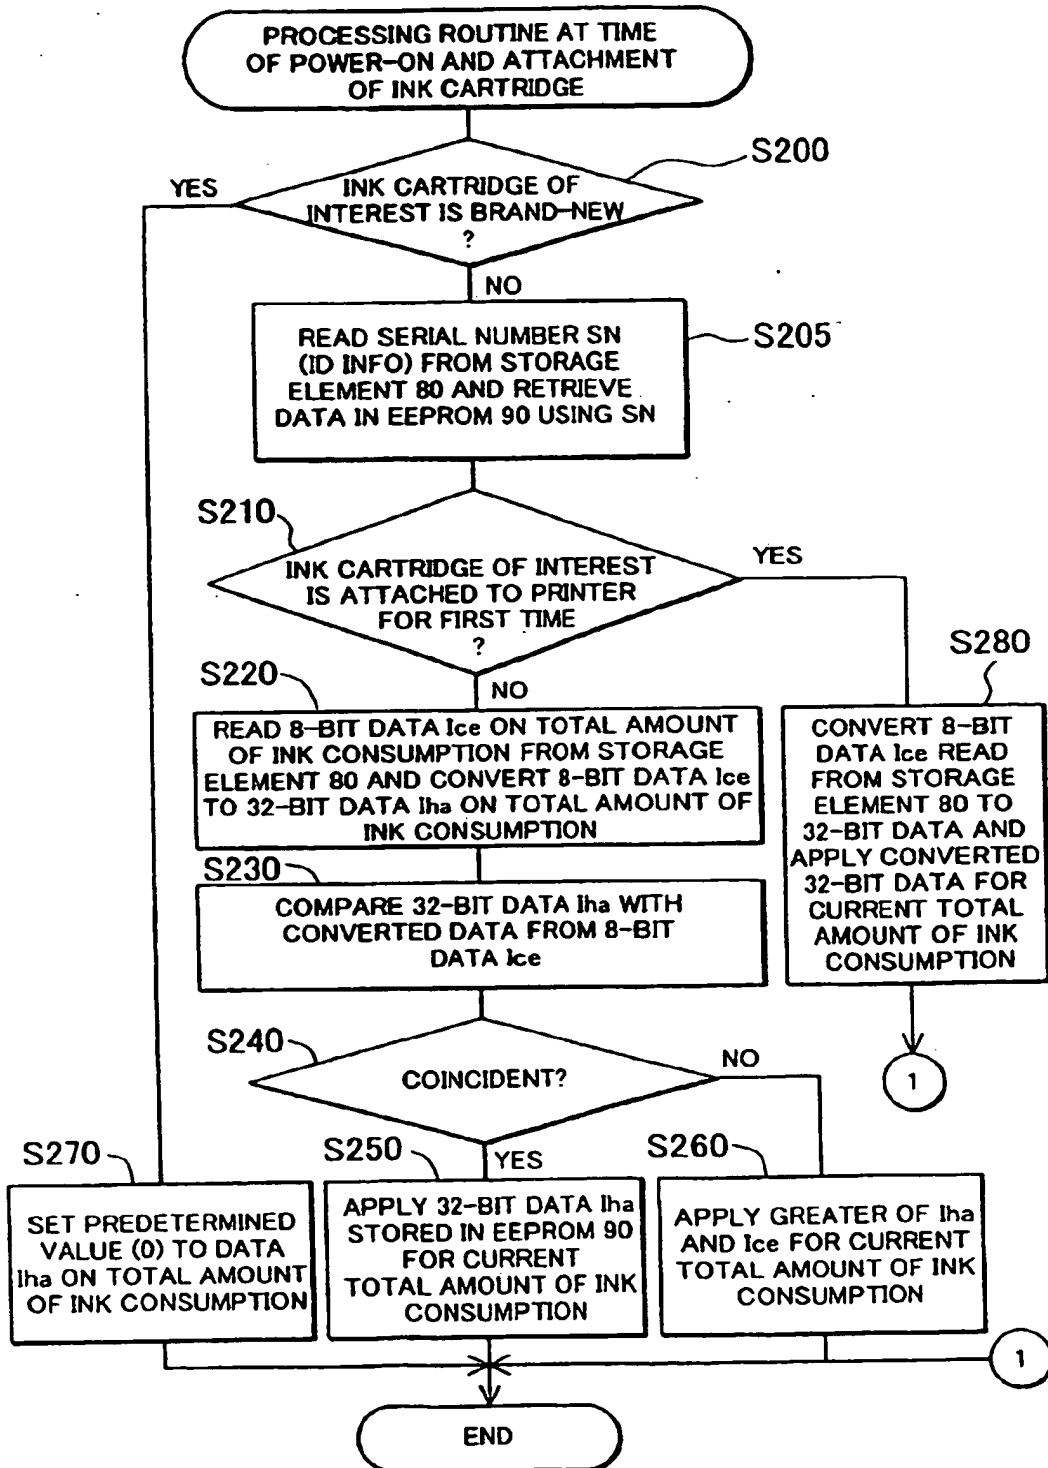 PROCESSING ROUTINE AT TIME
OF POWER-ON AND ATTACHMENT
OF INK CARTRIDGE
S200
YES
INK CARTRIDGE OF
INTEREST IS BRAND-NEW
?
NO
S205
READ SERIAL NUMBER SN
(ID INFO) FROM STORAGE
ELEMENT 80 AND RETRIEVE
DATA IN EEPROM 90 USING SN
S210
YES
INK CARTRIDGE OF INTEREST
IS ATTACHED TO PRINTER
FOR FIRST TIME
?
S280
S220
NO
READ 8-BIT DATA Ice ON TOTAL AMOUNT
OF INK CONSUMPTION FROM STORAGE
ELEMENT 80 AND CONVERT 8-BIT DATA Ice
TO 32-BIT DATA Iha ON TOTAL AMOUNT OF
INK CONSUMPTION
CONVERT 8-BIT
DATA Ice READ
FROM STORAGE
ELEMENT 80 TO
32-BIT DATA AND
APPLY CONVERTED
32-BIT DATA FOR
CURRENT TOTAL
AMOUNT OF INK
CONSUMPTION
S230
COMPARE 32-BIT DATA Iha WITH
CONVERTED DATA FROM 8-BIT
DATA Ice
S240
NO
COINCIDENT?
1
S270
S250
YES
S260
SET PREDETERMINED
VALUE (0) TO DATA
Iha ON TOTAL AMOUNT
OF INK CONSUMPTION
APPLY 32-BIT DATA Iha
STORED IN EEPROM 90
FOR CURRENT
TOTAL AMOUNT OF INK
CONSUMPTION
APPLY GREATER OF Iha
AND Ice FOR CURRENT
TOTAL AMOUNT OF INK
CONSUMPTION
1
END